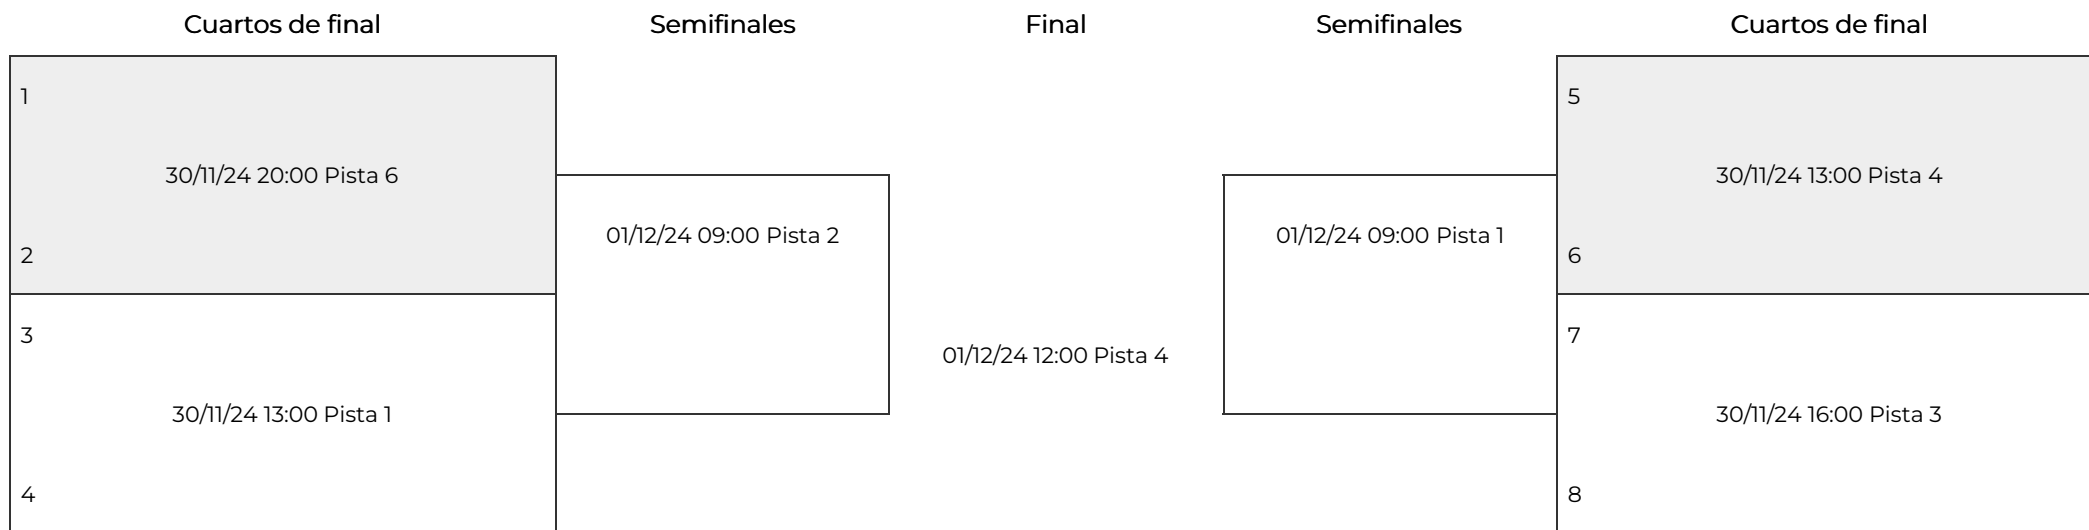 Cuartos de final
Semifinales
Final
Semifinales
Cuartos de final
1
30/11/24 20:00 Pista 6
2
3
30/11/24 13:00 Pista 1
4
01/12/24 09:00 Pista 2
01/12/24 12:00 Pista 4
01/12/24 09:00 Pista 1
5
30/11/24 13:00 Pista 4
6
7
30/11/24 16:00 Pista 3
8